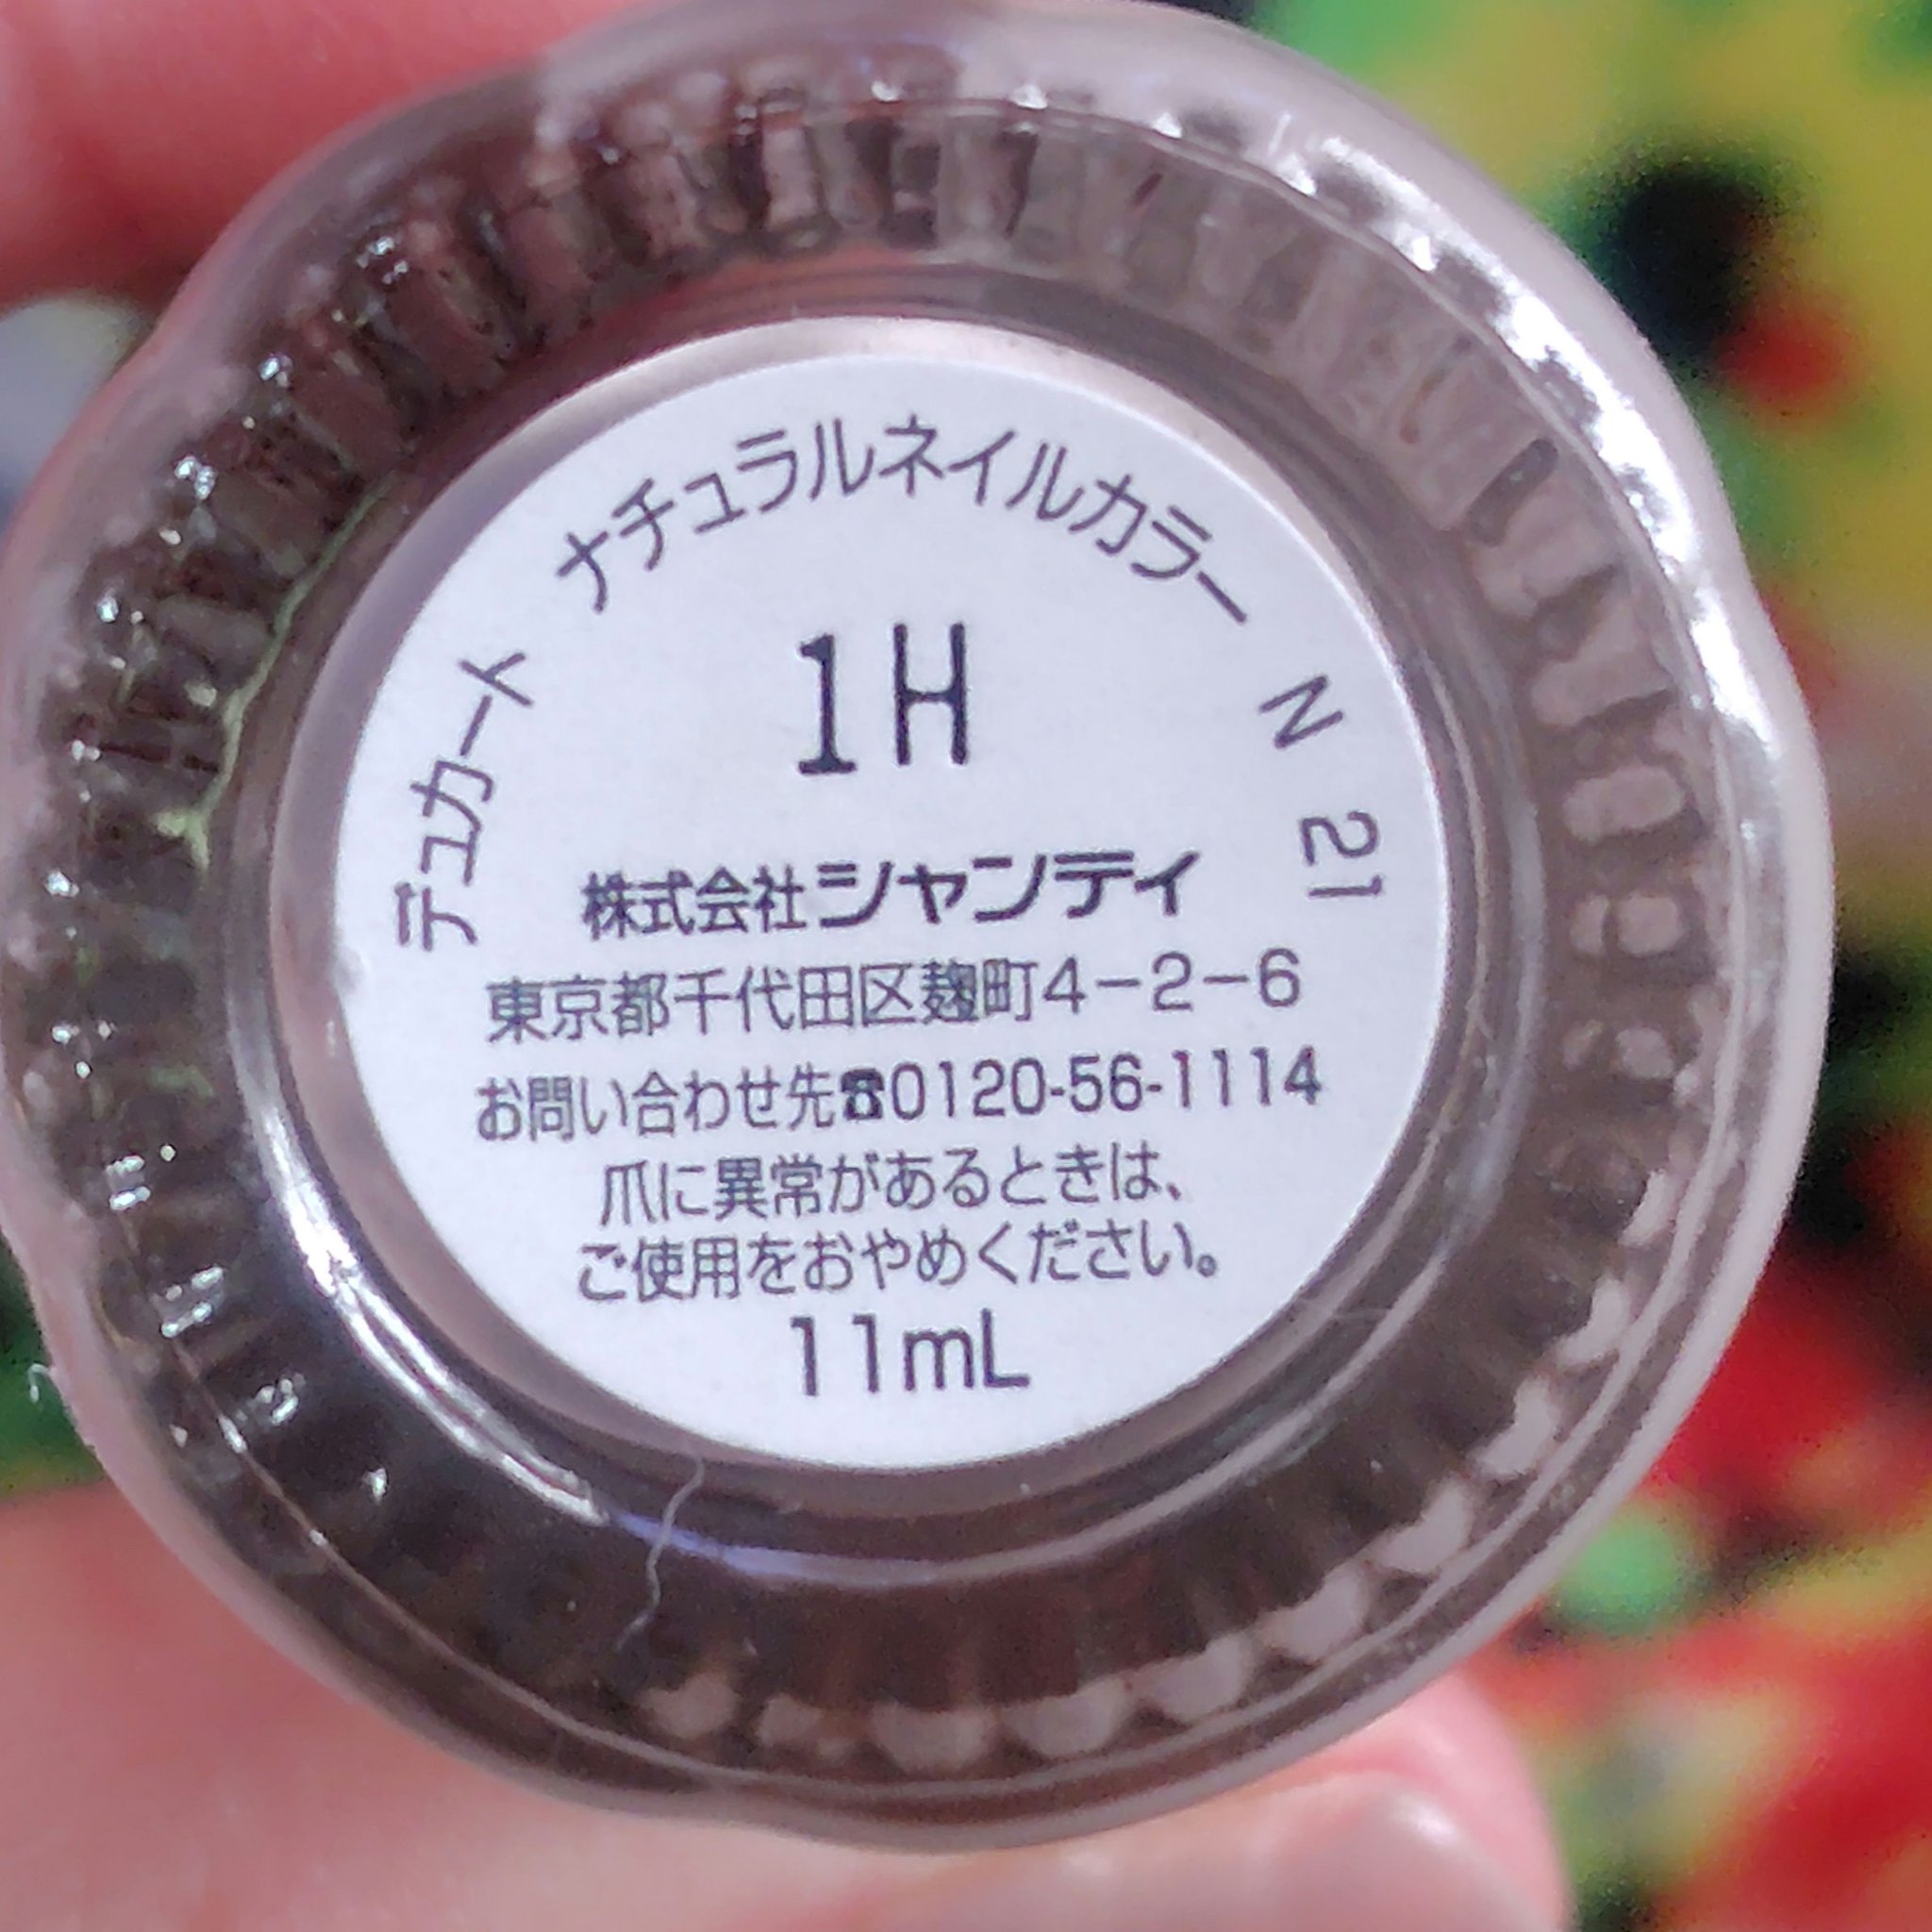 デュカート ナチュラルネイルカラー N 21
1H
株式会社シャンティ
東京都千代田区麹町4-2-6
お問い合わせ先☎0120-56-1114
爪に異常があるときは、
ご使用をおやめください。
11mL